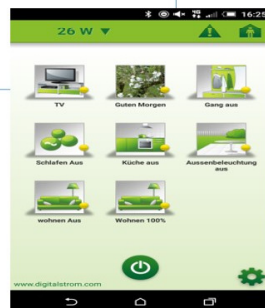 16:25
26 W
TV
Guten Morgen
Gang aus
Schlafen Aus
Küche aus
Aussenbeleuchtung
aus
wohnen Aus
Wohnen 100%
www.digitalstrom.com